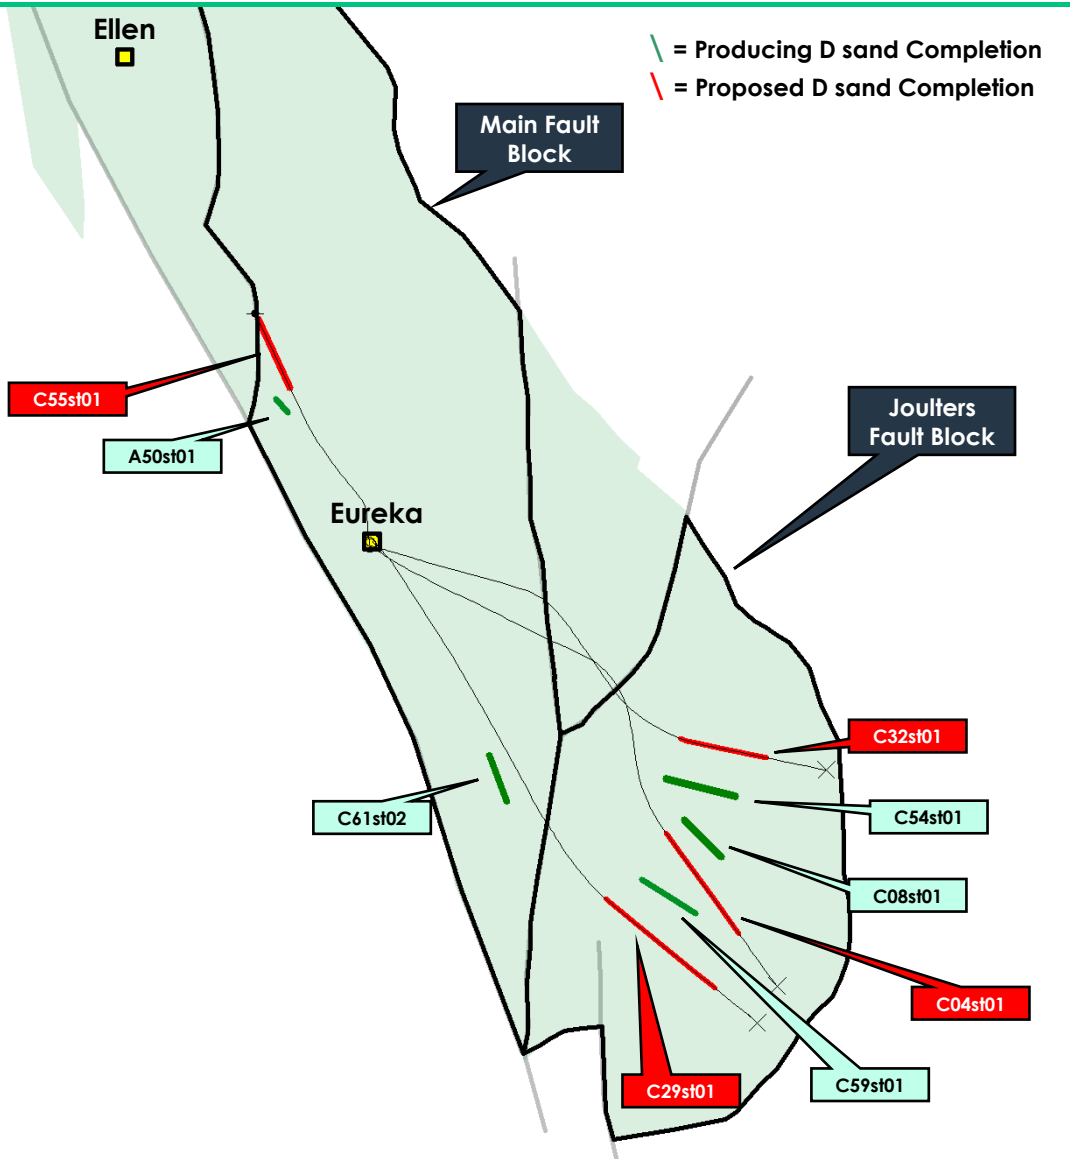 Ellen
\ = Producing D sand Completion
\ = Proposed D sand Completion
Main Fault
Block
C55st01
A50st01
Joulters
Fault Block
Eureka
C32st01
C61st02
C54st01
C08st01
C04st01
C29st01
C59st01